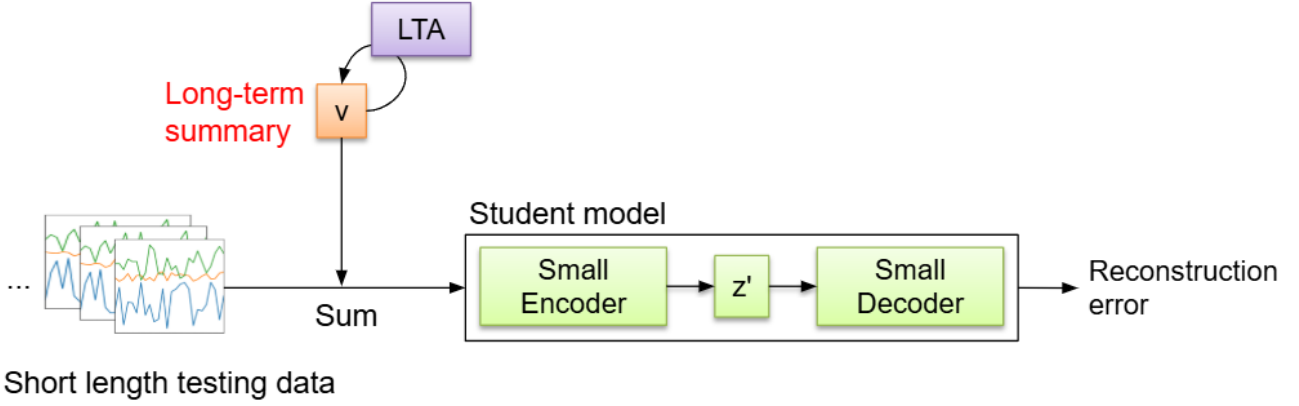 LTA
Long-term
summary
v
Student model
Small
Encoder
z'
Small
Decoder
Reconstruction
error
...
Sum
Short length testing data